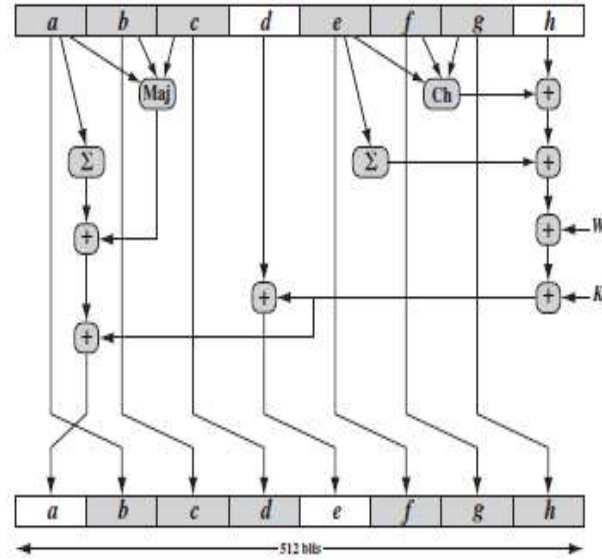 a b c d e f g h
Maj Ch +
Σ Σ +
+ + W
+ + K
+
a b c d e f g h
512 bits